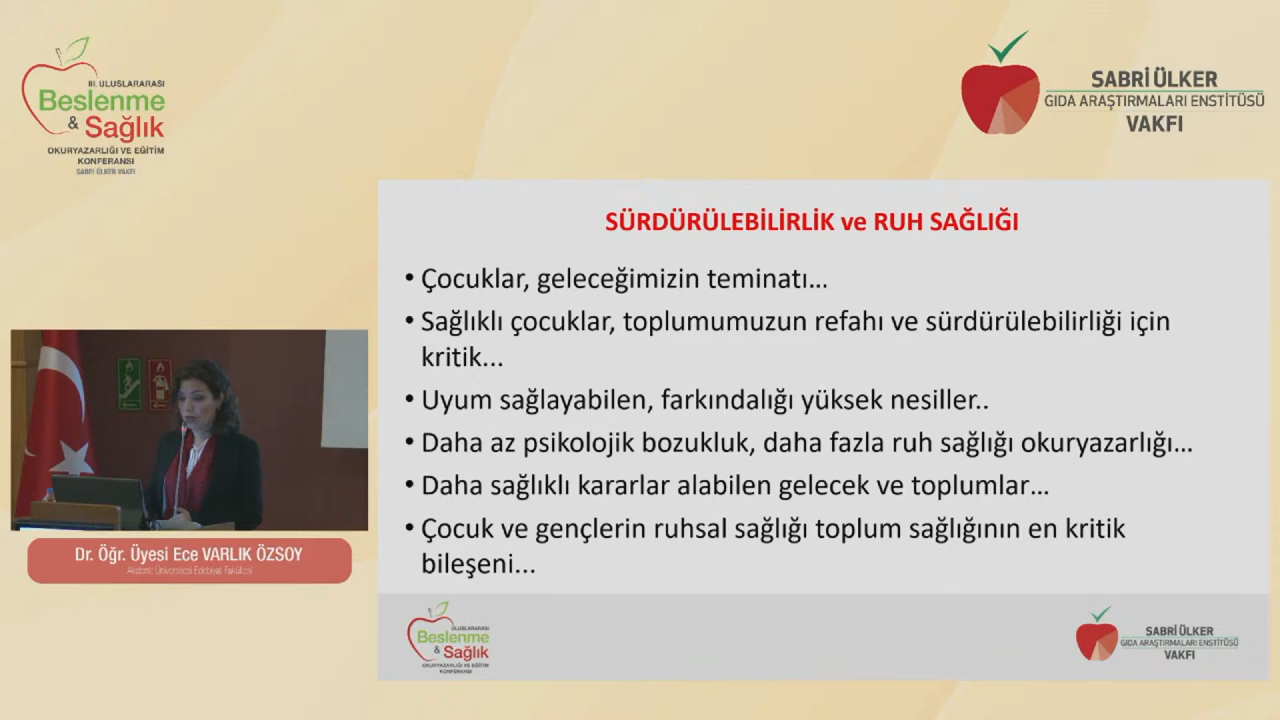 III. ULUSLARARASI
Beslenme
& Sağlık
OKURYAZARLIĞI VE EĞİTİM
KONFERANSI
SABRİ ÜLKER VAKFI
SABRİ ÜLKER
GIDA ARAŞTIRMALARI ENSTİTÜSÜ
VAKFI
SÜRDÜRÜLEBİLİRLİK ve RUH SAĞLIĞI
• Çocuklar, geleceğimizin teminatı...
• Sağlıklı çocuklar, toplumumuzun refahı ve sürdürülebilirliği için
kritik...
• Uyum sağlayabilen, farkındalığı yüksek nesiller..
• Daha az psikolojik bozukluk, daha fazla ruh sağlığı okuryazarlığı...
• Daha sağlıklı kararlar alabilen gelecek ve toplumlar...
• Çocuk ve gençlerin ruhsal sağlığı toplum sağlığının en kritik
bileşeni...
Dr. Öğr. Üyesi Ece VARLIK ÖZSOY
Akdeniz Üniversitesi Edebiyat Fakültesi
ULUSLARARASI
Beslenme
& Sağlık
OKURYAZARLIĞI VE EĞİTİM
KONFERANSI
SABRİ ÜLKER
GIDA ARAŞTIRMALARI ENSTİTÜSÜ
VAKFI